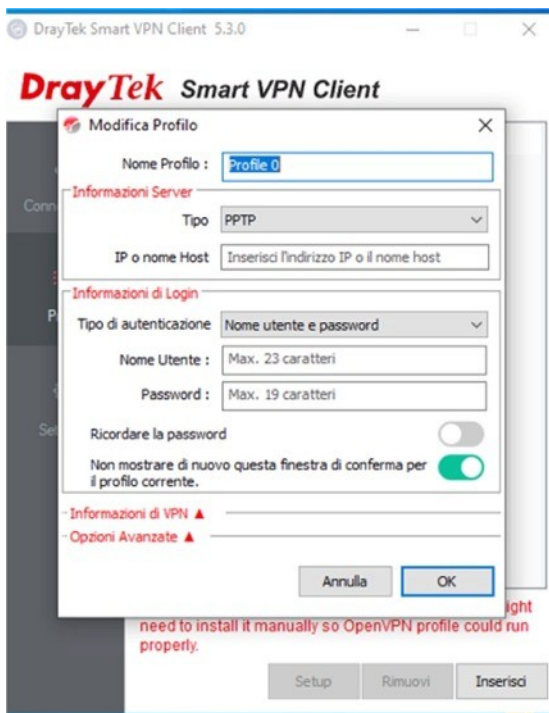 DrayTek Smart VPN Client 5.3.0
DrayTek Smart VPN Client
Modifica Profilo
Nome Profilo : Profile 0
Informazioni Server
Tipo PPTP
IP o nome Host Inserisci l'indirizzo IP o il nome host
Informazioni di Login
Tipo di autenticazione Nome utente e password
Nome Utente : Max. 23 caratteri
Password : Max. 19 caratteri
Ricordare la password
Non mostrare di nuovo questa finestra di conferma per
il profilo corrente.
Informazioni di VPN ▲
Opzioni Avanzate ▲
Annulla OK
need to install it manually so OpenVPN profile could run
properly.
Setup Rimuovi Inserisci